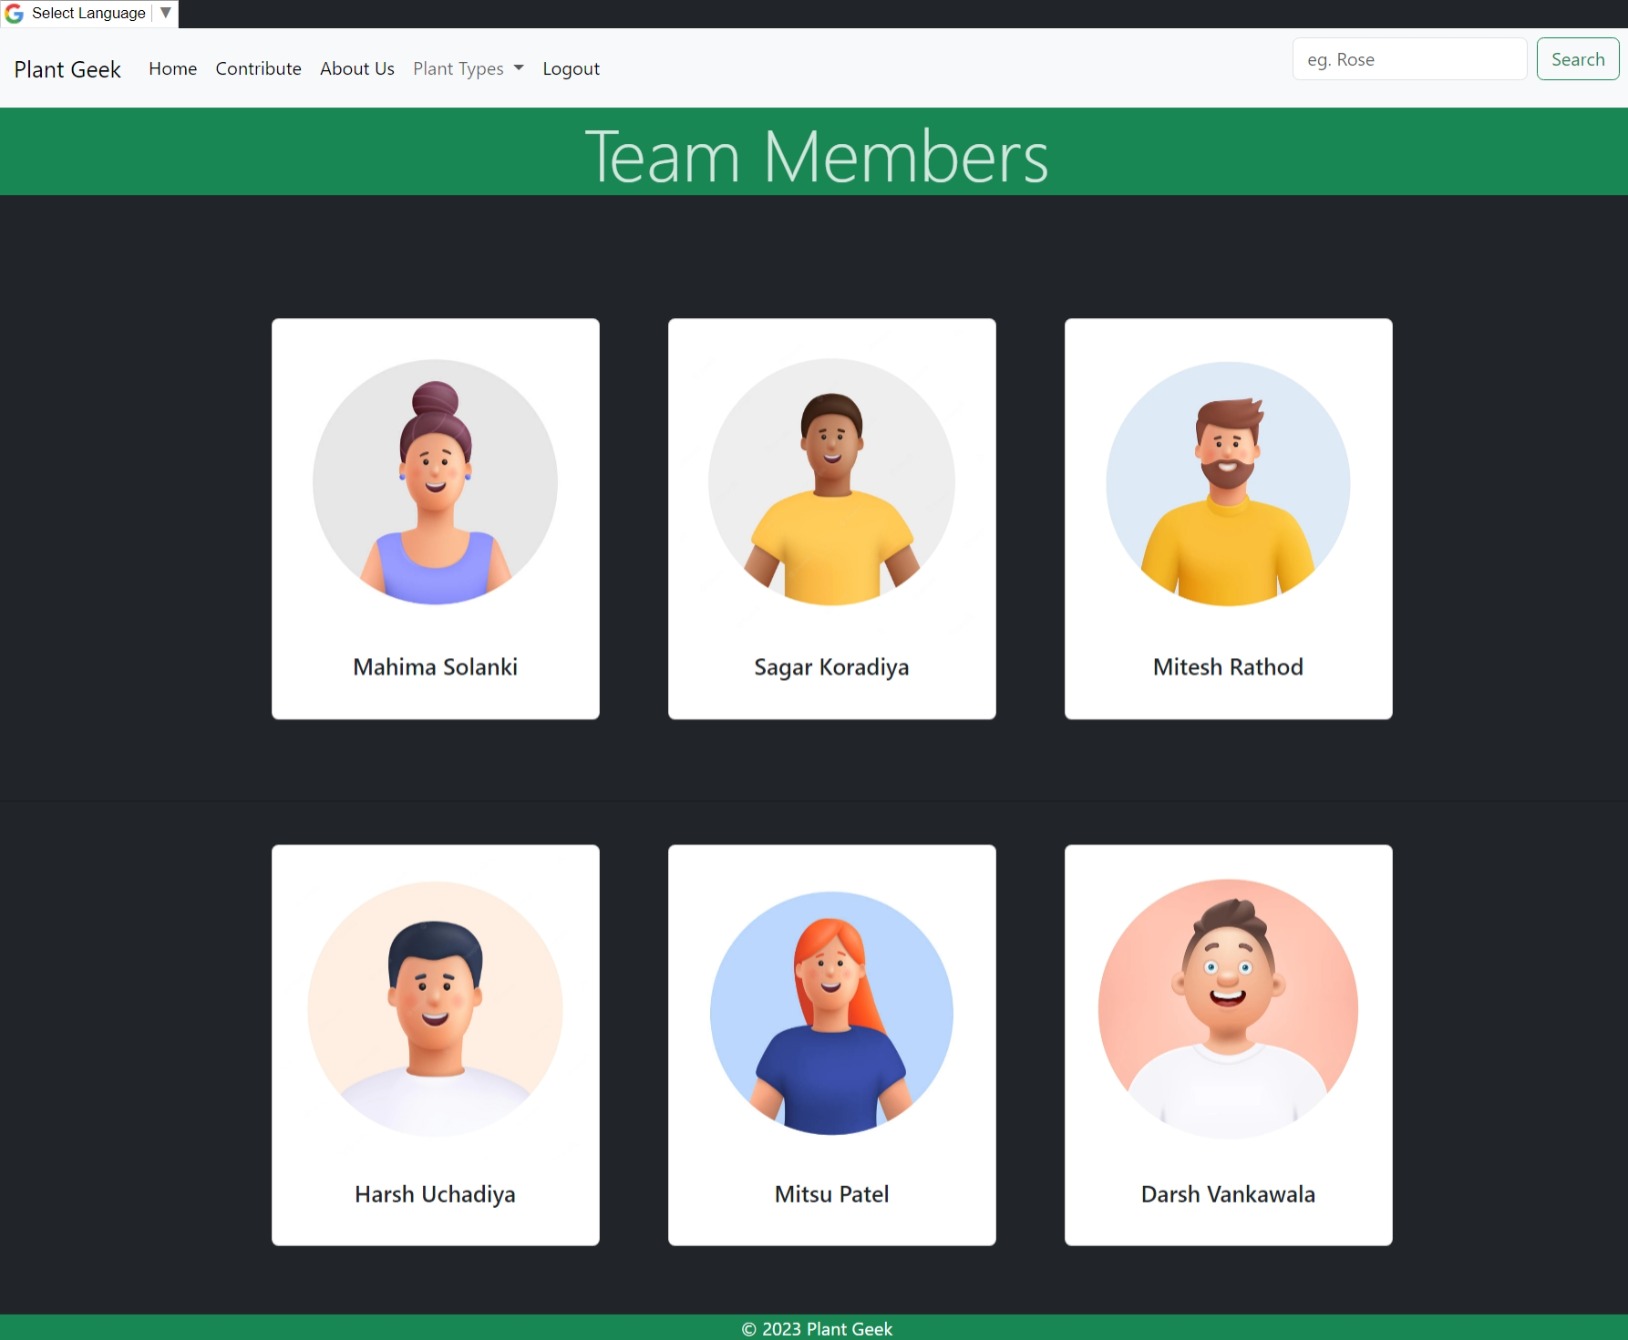 Select Language ▼
Plant Geek Home Contribute About Us Plant Types Logout eg. Rose Search
Team Members
Mahima Solanki Sagar Koradiya Mitesh Rathod
Harsh Uchadiya Mitsu Patel Darsh Vankawala
© 2023 Plant Geek